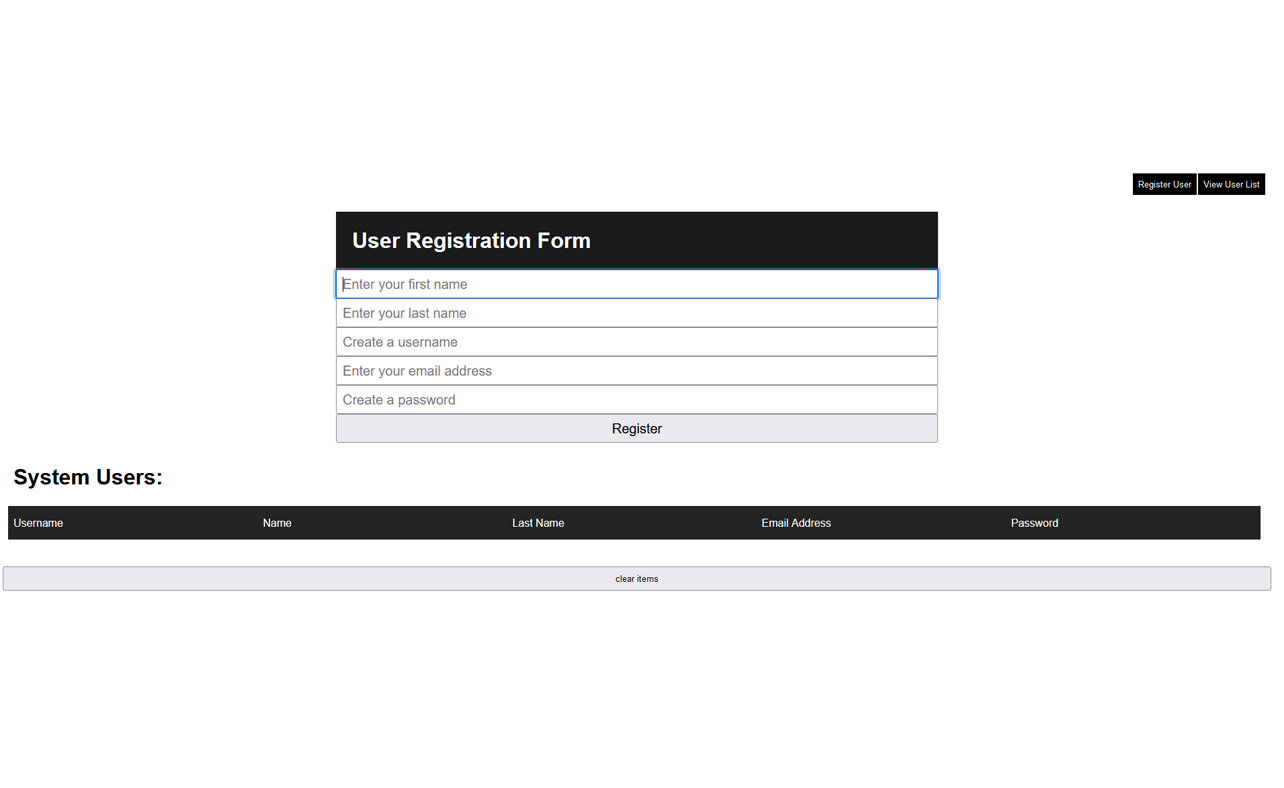 Register User View User List
User Registration Form
Enter your first name
Enter your last name
Create a username
Enter your email address
Create a password
Register
System Users:
Username Name Last Name Email Address Password
clear items